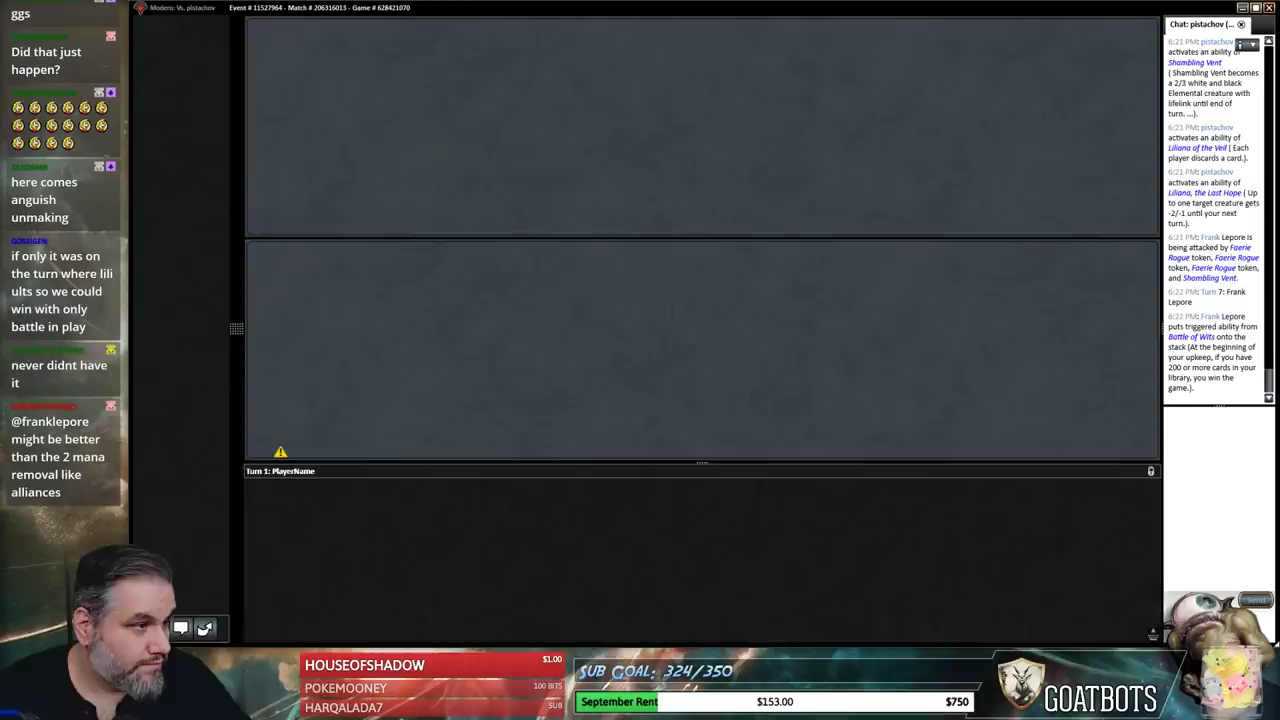 Modern: Vs. pistachov
Event # 11527964 - Match # 206316013 - Game # 628421070
ggs
Did that just
happen?
here comes
anguish
unmaking
GOSEIGEN
if only it was on
the turn where lili
ults so we could
win with only
battle in play
never didnt have
it
@franklepore
might be better
than the 2 mana
removal like
alliances
Turn 1: PlayerName
Chat: pistachov (...
6:21 PM: pistachov
activates an ability of
Shambling Vent
( Shambling Vent becomes
a 2/3 white and black
Elemental creature with
lifelink until end of
turn. ...).
6:21 PM: pistachov
activates an ability of
Liliana of the Veil ( Each
player discards a card.).
6:21 PM: pistachov
activates an ability of
Liliana, the Last Hope ( Up
to one target creature gets
-2/-1 until your next
turn.).
6:21 PM: Frank Lepore is
being attacked by Faerie
Rogue token, Faerie Rogue
token, Faerie Rogue token,
and Shambling Vent.
6:22 PM: Turn 7: Frank
Lepore
6:22 PM: Frank Lepore
puts triggered ability from
Battle of Wits onto the
stack (At the beginning of
your upkeep, if you have
200 or more cards in your
library, you win the
game.).
Send
HOUSEOFSHADOW $1.00
POKEMOONEY 100 BITS
HARQALADA7 SUB
SUB GOAL: 324/350
September Rent $153.00 $750
GOATBOTS